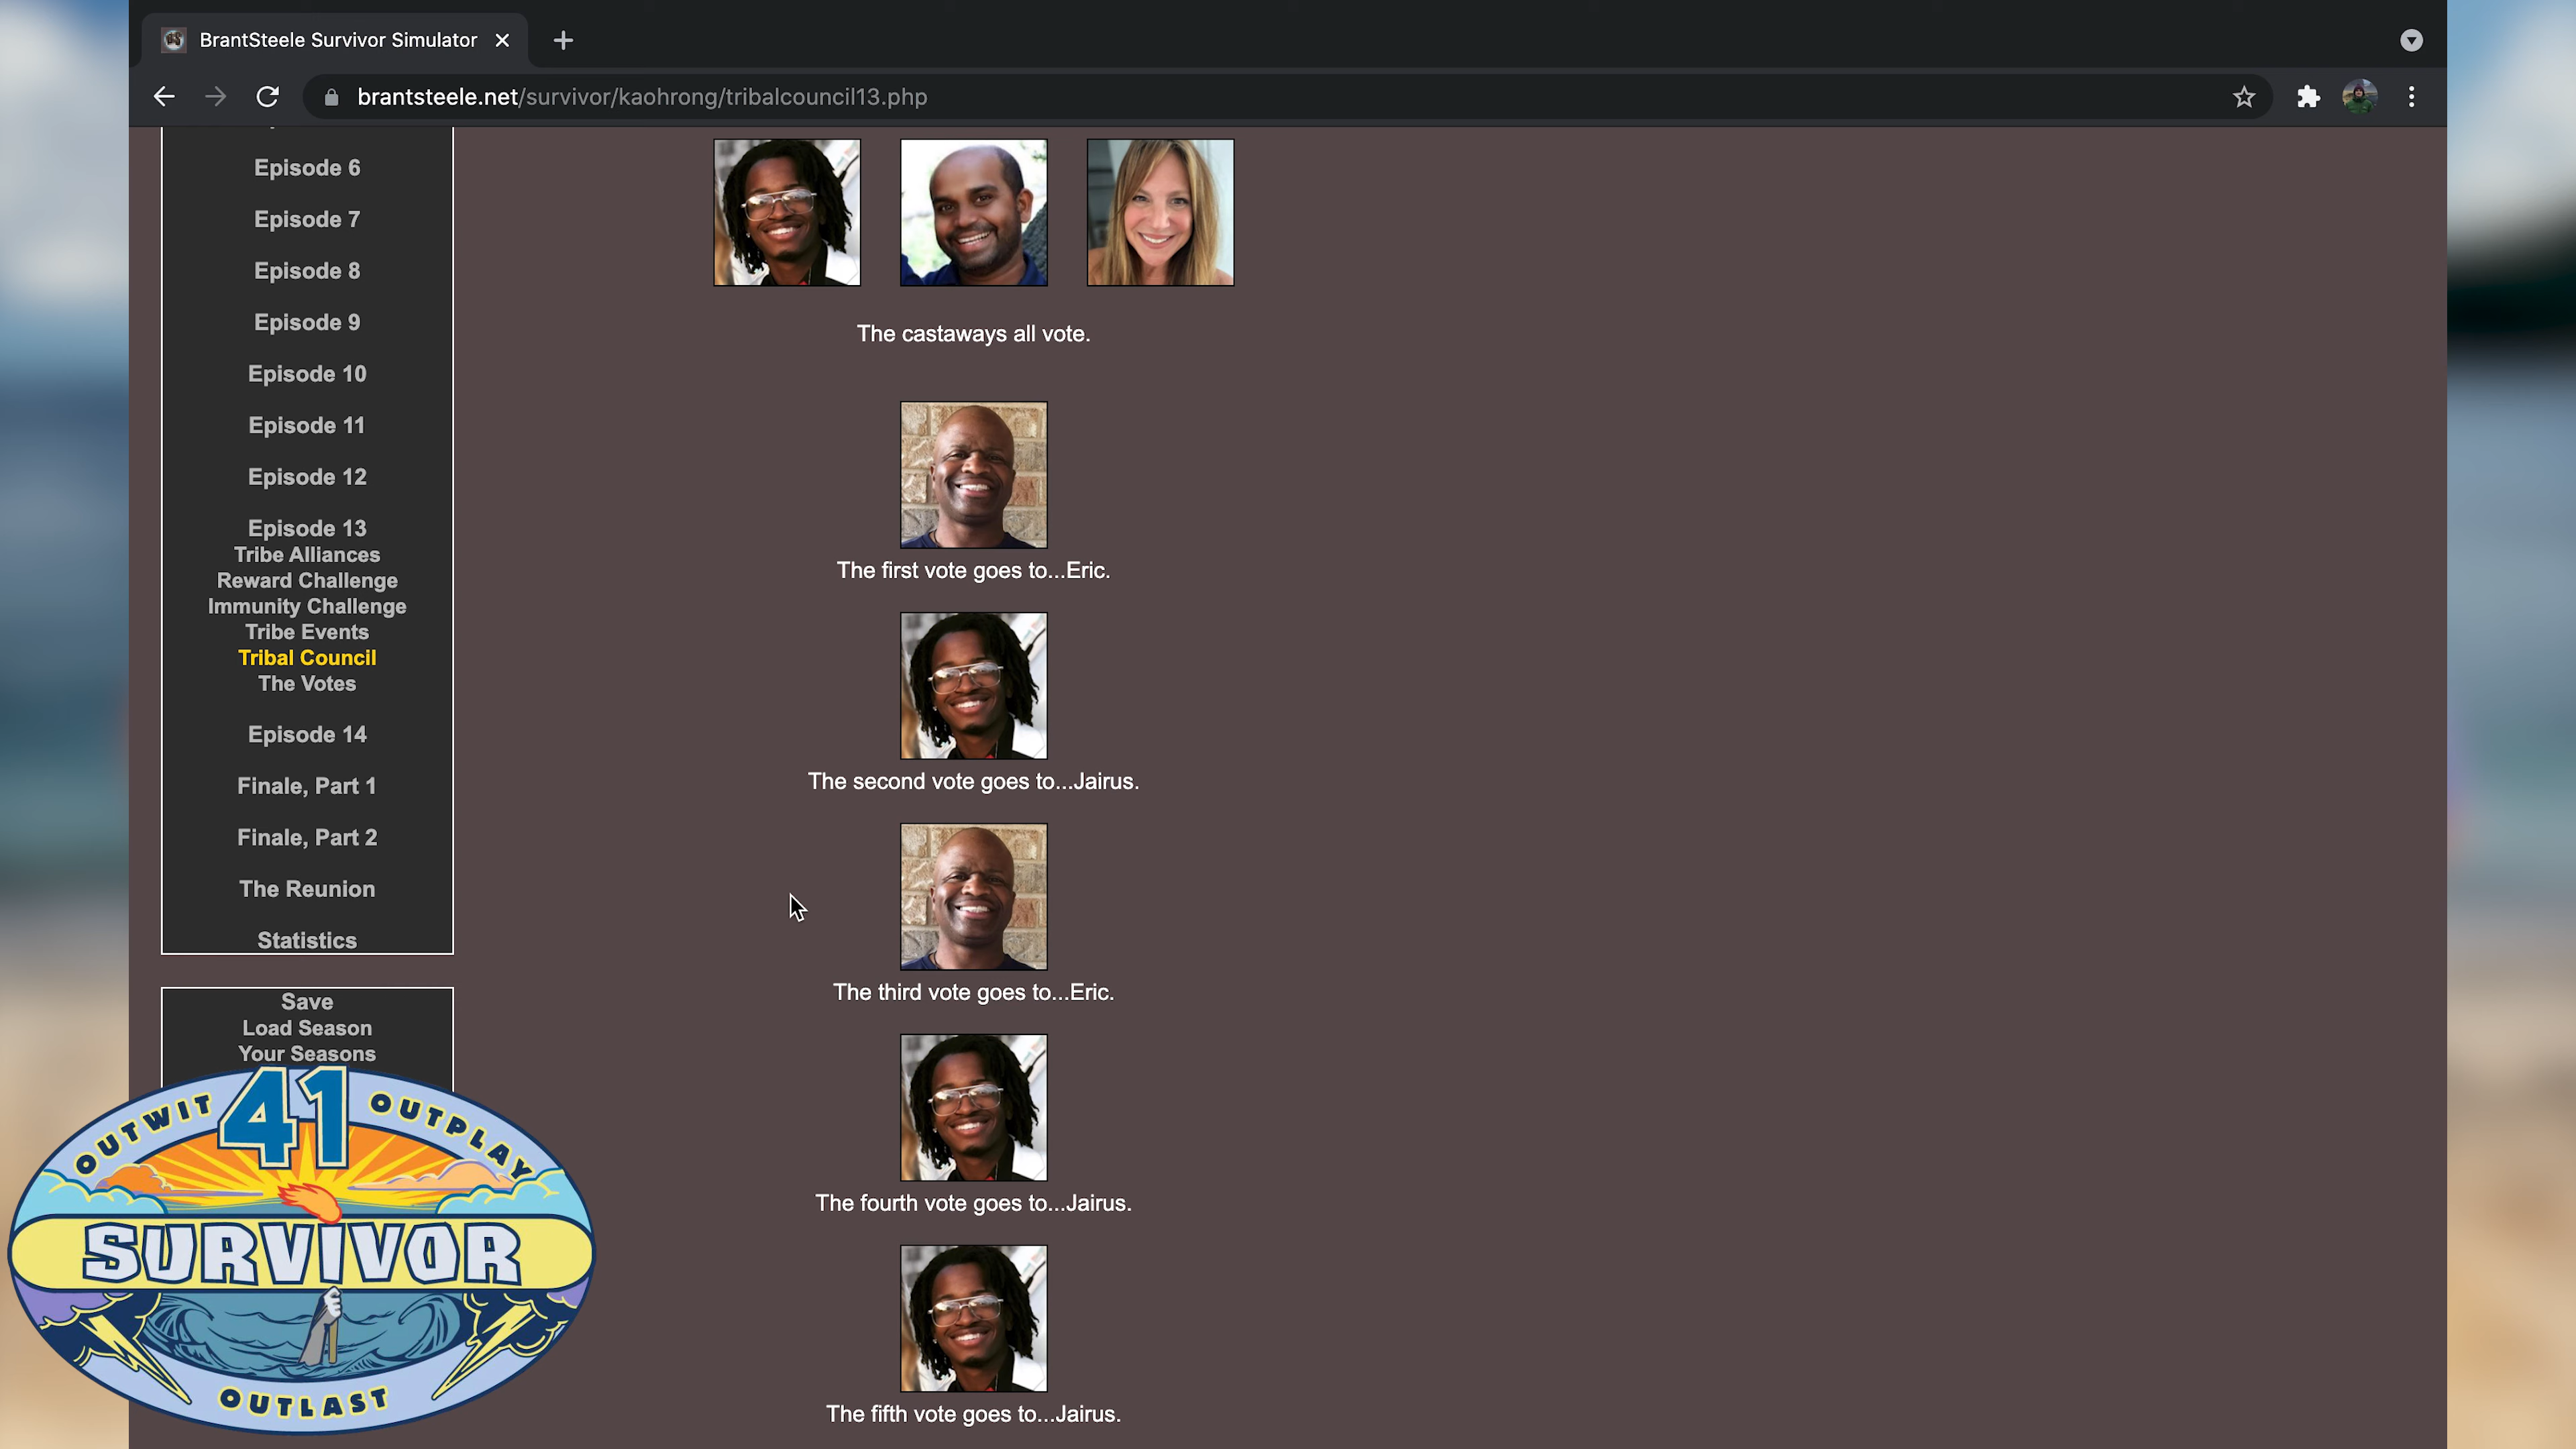 BrantSteele Survivor Simulator
brantsteele.net/survivor/kaohrong/tribalcouncil13.php
Episode 6
Episode 7
Episode 8
Episode 9
Episode 10
Episode 11
Episode 12
Episode 13
Tribe Alliances
Reward Challenge
Immunity Challenge
Tribe Events
Tribal Council
The Votes
Episode 14
Finale, Part 1
Finale, Part 2
The Reunion
Statistics
Save
Load Season
Your Seasons
The castaways all vote.
The first vote goes to...Eric.
The second vote goes to...Jairus.
The third vote goes to...Eric.
The fourth vote goes to...Jairus.
The fifth vote goes to...Jairus.
41
OUTWIT OUTPLAY
SURVIVOR
OUTLAST